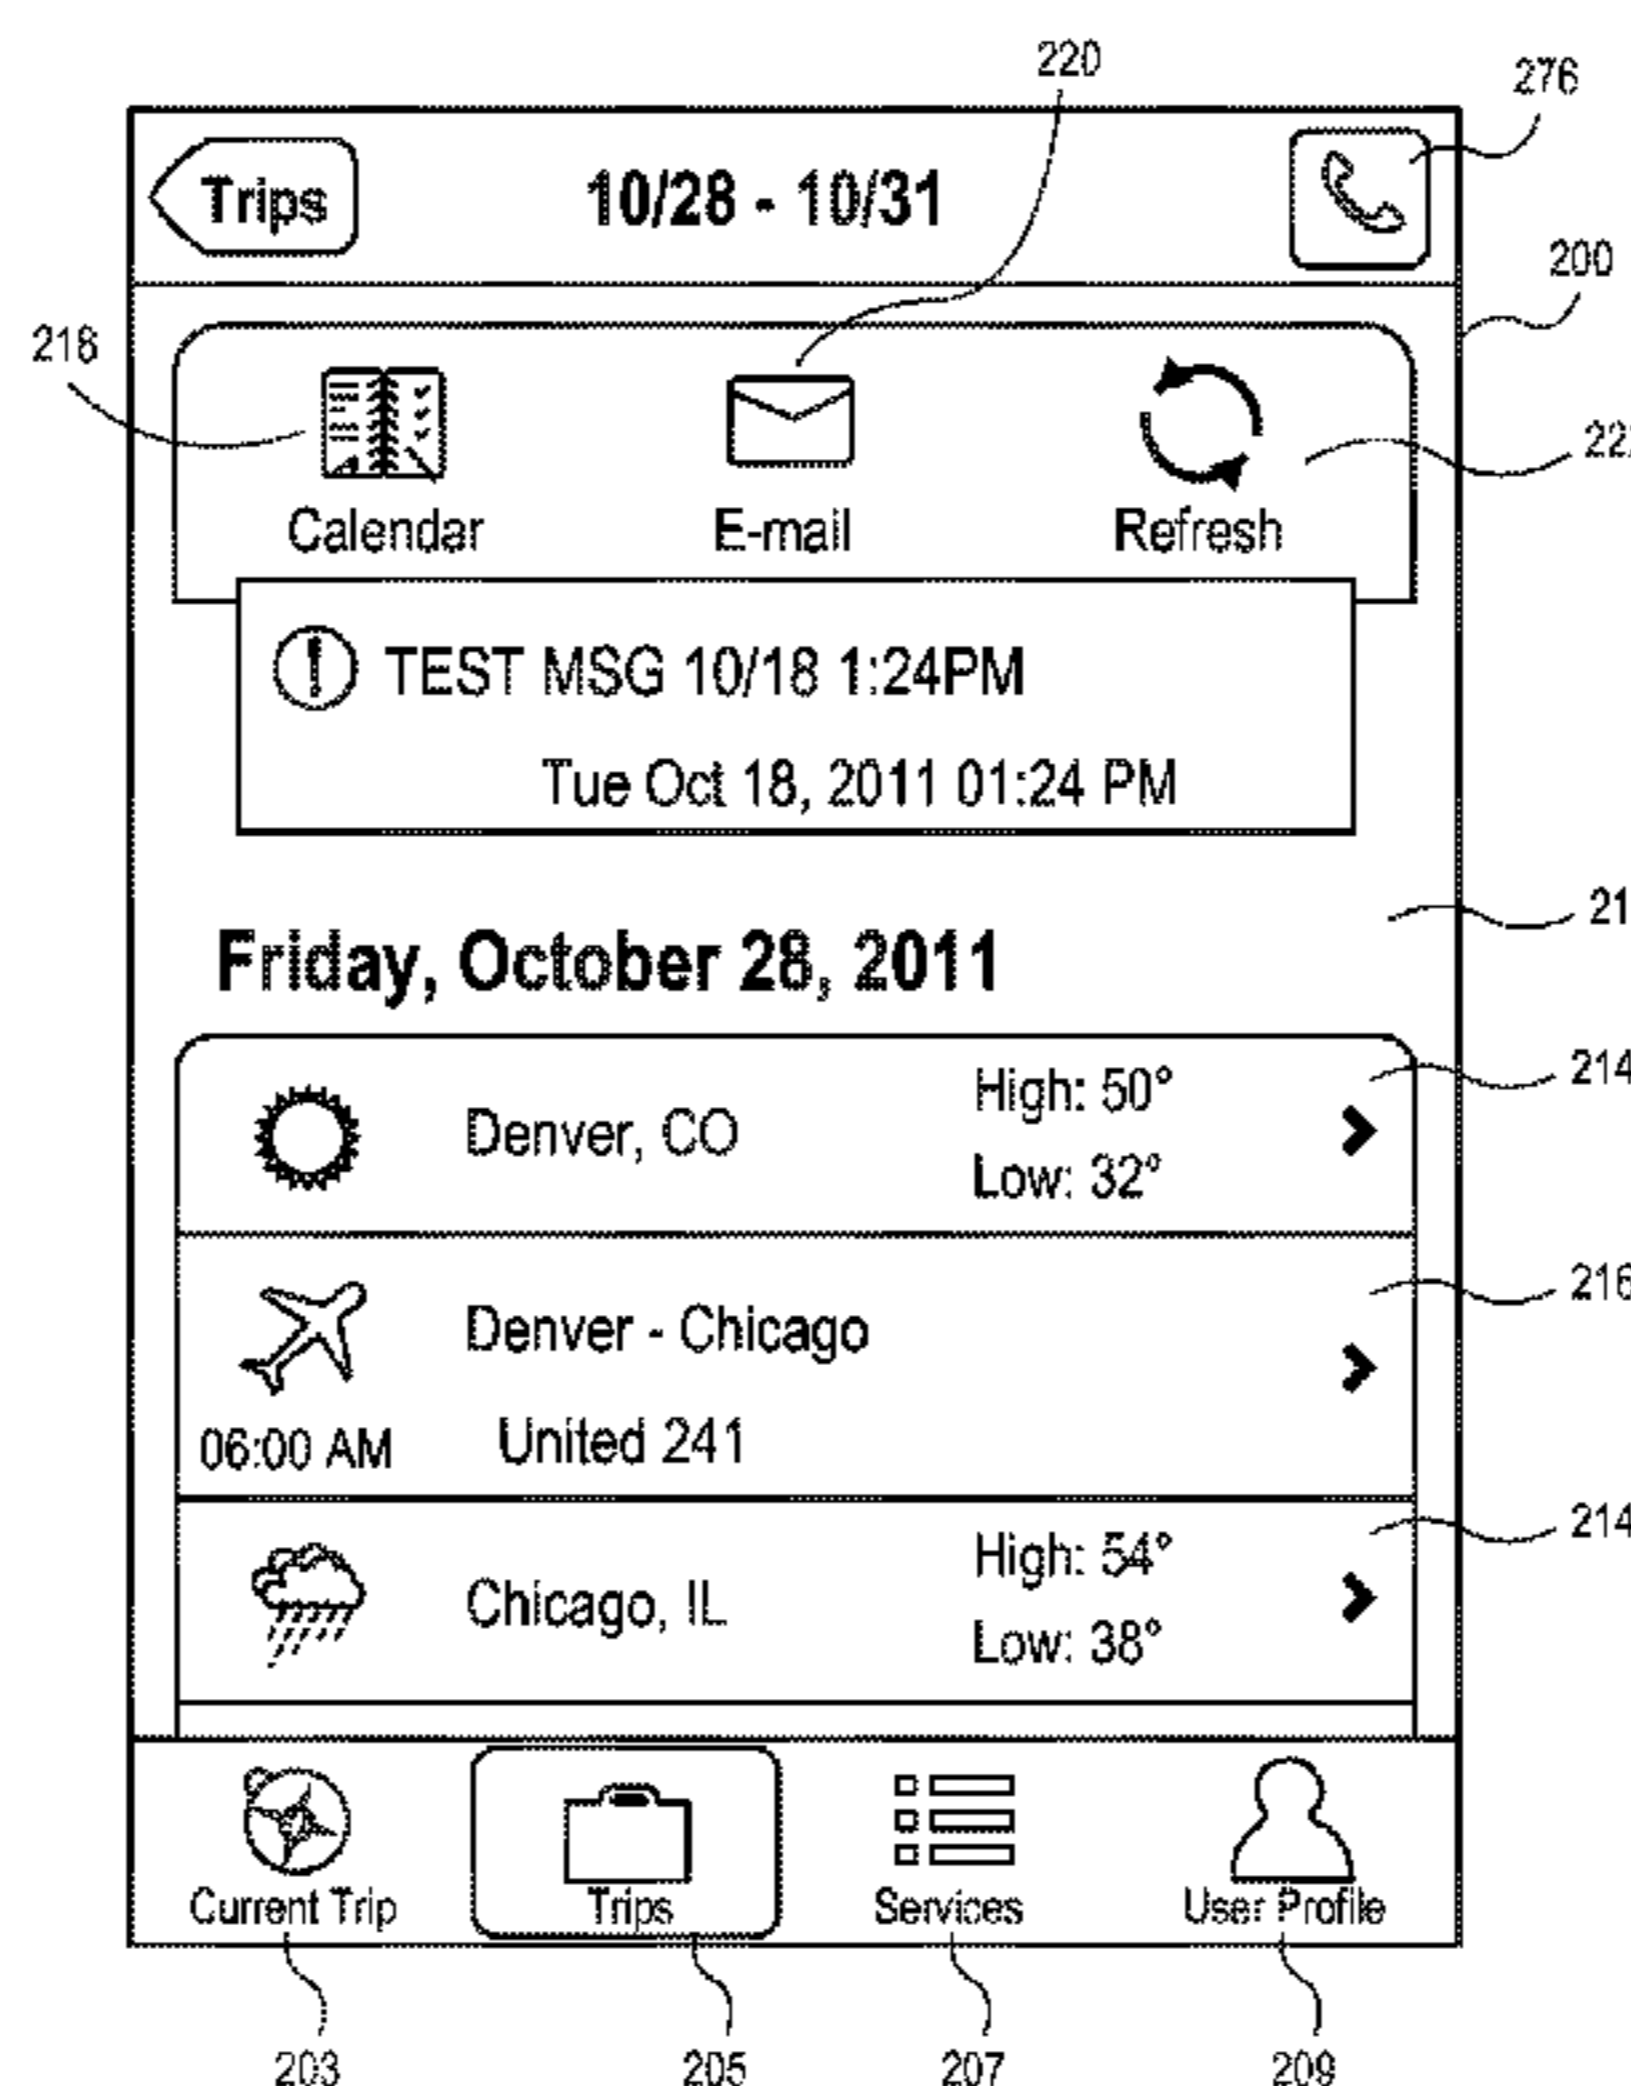 220
276
Trips
10/28 - 10/31
200
218
Calendar
E-mail
Refresh
TEST MSG 10/18 1:24PM
Tue Oct 18, 2011 01:24 PM
Friday, October 28, 2011
Denver, CO
High: 50°
Low: 32°
214
Denver - Chicago
216
06:00 AM
United 241
Chicago, IL
High: 54°
Low: 38°
214
Current Trip
Trips
Services
User Profile
203
205
207
209